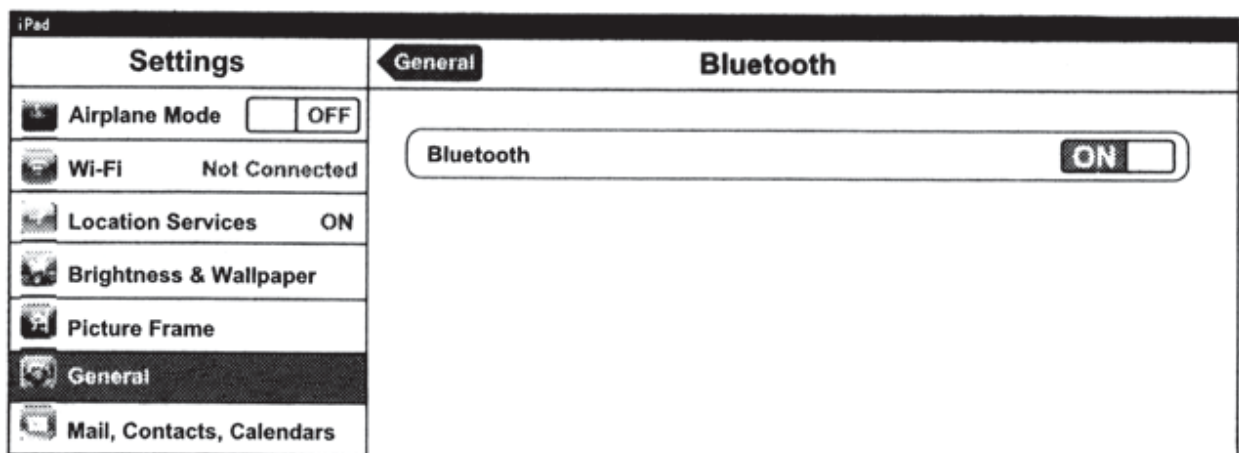 iPad
Settings
Airplane Mode OFF
Wi-Fi Not Connected
Location Services ON
Brightness & Wallpaper
Picture Frame
General
Mail, Contacts, Calendars
General Bluetooth
Bluetooth ON